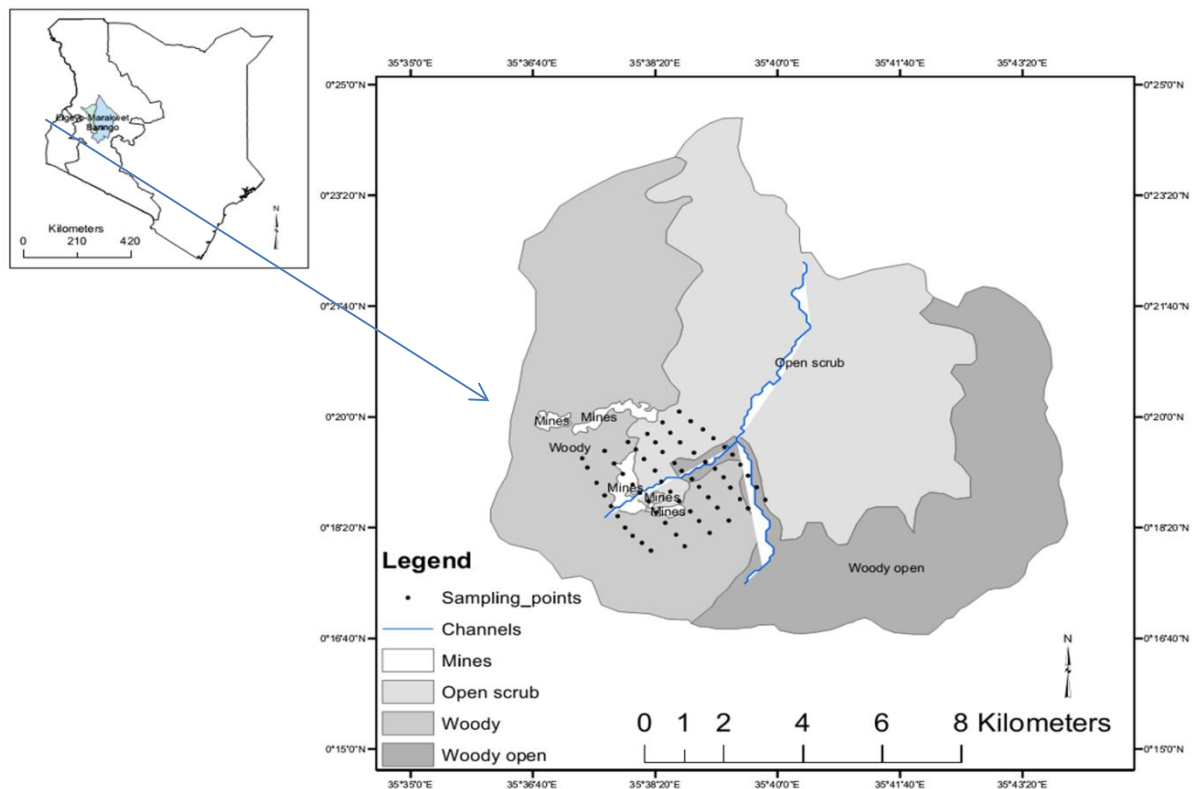 Elgeyo-Marakwet
Baringo
N
Kilometers
0 210 420
35°35'0"E 35°36'40"E 35°38'20"E 35°40'0"E 35°41'40"E 35°43'20"E
0°25'0"N 0°25'0"N
0°23'20"N 0°23'20"N
0°21'40"N 0°21'40"N
Open scrub
0°20'0"N 0°20'0"N
Mines Mines
Woody
Mines
Mines
Mines
0°18'20"N 0°18'20"N
Woody open
Legend
Sampling_points
Channels
Mines
Open scrub
Woody
Woody open
0°16'40"N 0°16'40"N
N
0 1 2 4 6 8 Kilometers
0°15'0"N 0°15'0"N
35°35'0"E 35°36'40"E 35°38'20"E 35°40'0"E 35°41'40"E 35°43'20"E